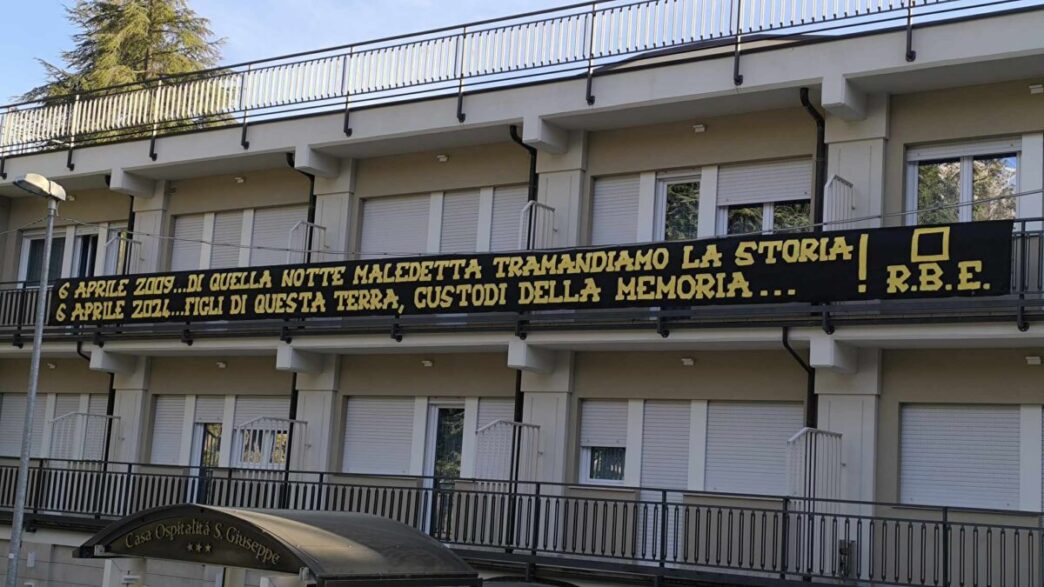 6 APRILE 2009...DI QUELLA NOTTE MALEDETTA TRAMANDIAMO LA STORIA!
6 APRILE 2024...FIGLI DI QUESTA TERRA, CUSTODI DELLA MEMORIA...
R.B.E.
Casa Ospitalità S. Giuseppe